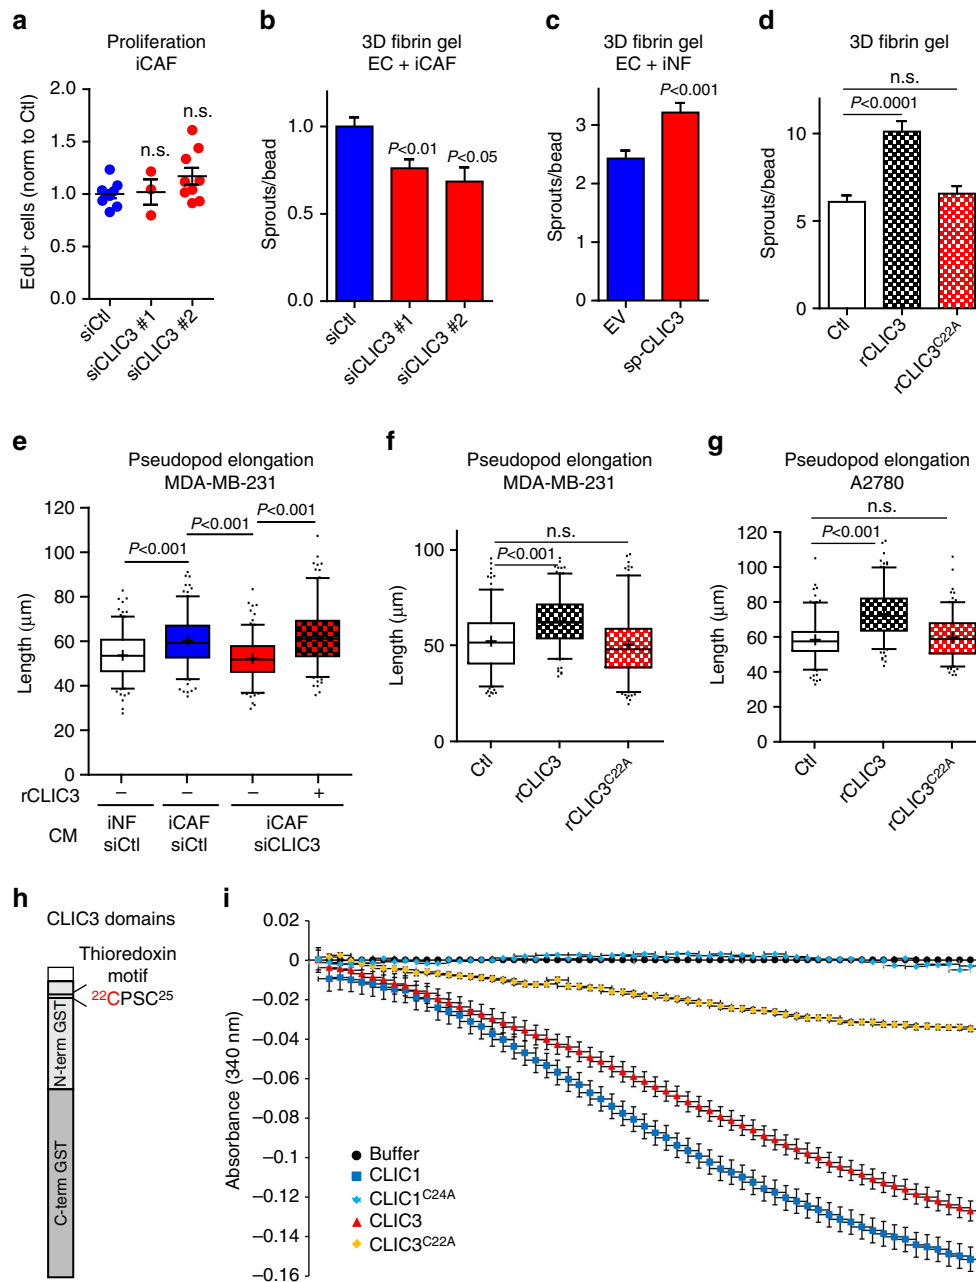 a
Proliferation
iCAF
EdU⁺ cells (norm to Ctl)
2.0
1.5
1.0
0.5
0.0
n.s.
n.s.
siCtl
siCLIC3 #1
siCLIC3 #2
b
3D fibrin gel
EC + iCAF
Sprouts/bead
1.0
0.5
0.0
P<0.01
P<0.05
siCtl
siCLIC3 #1
siCLIC3 #2
c
3D fibrin gel
EC + iNF
Sprouts/bead
3
2
1
0
P<0.001
EV
sp-CLIC3
d
3D fibrin gel
Sprouts/bead
10
5
0
n.s.
P<0.0001
Ctl
rCLIC3
rCLIC3ᶜ²²ᴬ
e
Pseudopod elongation
MDA-MB-231
Length (μm)
120
100
80
60
40
20
0
P<0.001
P<0.001
P<0.001
rCLIC3 – – – +
CM
iNF
siCtl
iCAF
siCtl
iCAF
siCLIC3
f
Pseudopod elongation
MDA-MB-231
Length (μm)
100
50
0
n.s.
P<0.001
Ctl
rCLIC3
rCLIC3ᶜ²²ᴬ
g
Pseudopod elongation
A2780
Length (μm)
120
100
80
60
40
20
0
n.s.
P<0.001
Ctl
rCLIC3
rCLIC3ᶜ²²ᴬ
h
CLIC3 domains
Thioredoxin
motif
²²CPSC²⁵
N-term GST
C-term GST
i
Absorbance (340 nm)
0.02
0
–0.02
–0.04
–0.06
–0.08
–0.1
–0.12
–0.14
–0.16
Buffer
CLIC1
CLIC1ᶜ²⁴ᴬ
CLIC3
CLIC3ᶜ²²ᴬ